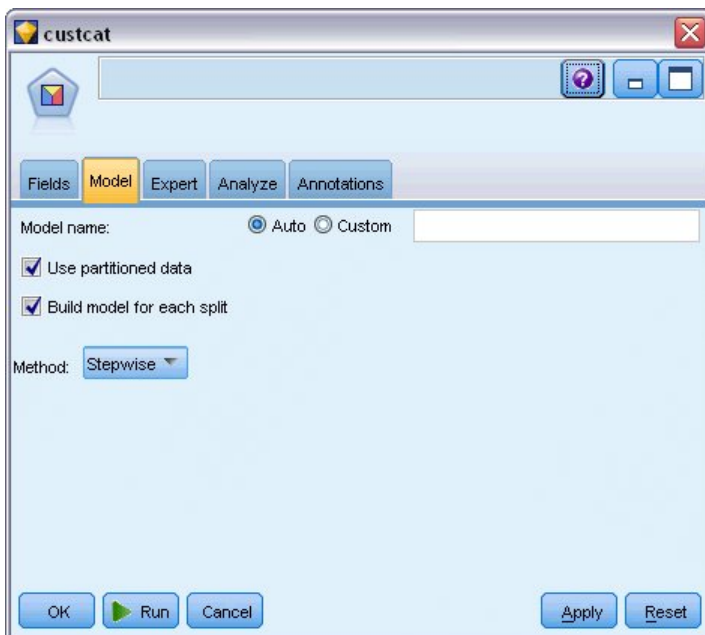 custcat
?
Fields Model Expert Analyze Annotations
Model name: Auto Custom
Use partitioned data
Build model for each split
Method: Stepwise
OK Run Cancel Apply Reset